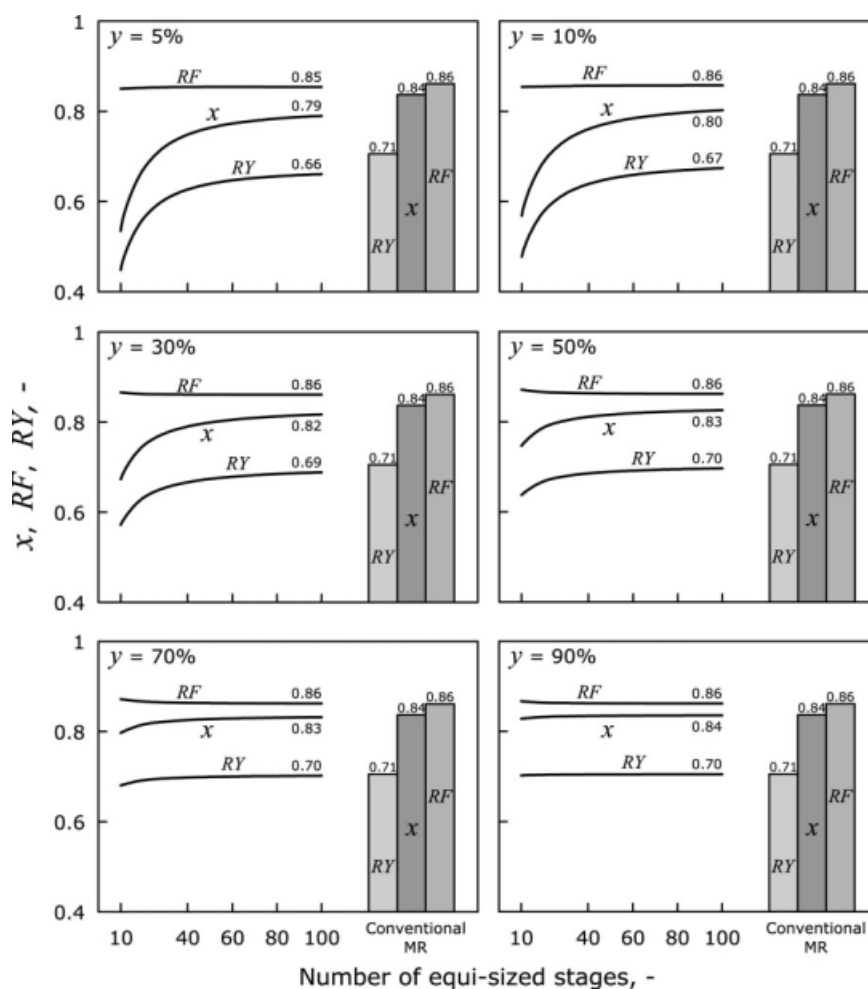 y = 5%
RF
0.85
x
0.79
RY
0.66
0.71
0.84
0.86
RY
x
RF
y = 10%
RF
0.86
x
0.80
RY
0.67
0.71
0.84
0.86
RY
x
RF
1
0.8
0.6
0.4
y = 30%
RF
0.86
x
0.82
RY
0.69
0.71
0.84
0.86
RY
x
RF
y = 50%
RF
0.86
x
0.83
RY
0.70
0.71
0.84
0.86
RY
x
RF
1
0.8
0.6
0.4
x, RF, RY, -
y = 70%
RF
0.86
x
0.83
RY
0.70
0.71
0.84
0.86
RY
x
RF
y = 90%
RF
0.86
x
0.84
RY
0.70
0.71
0.84
0.86
RY
x
RF
1
0.8
0.6
0.4
10 40 60 80 100
Conventional
MR
10 40 60 80 100
Conventional
MR
Number of equi-sized stages, -